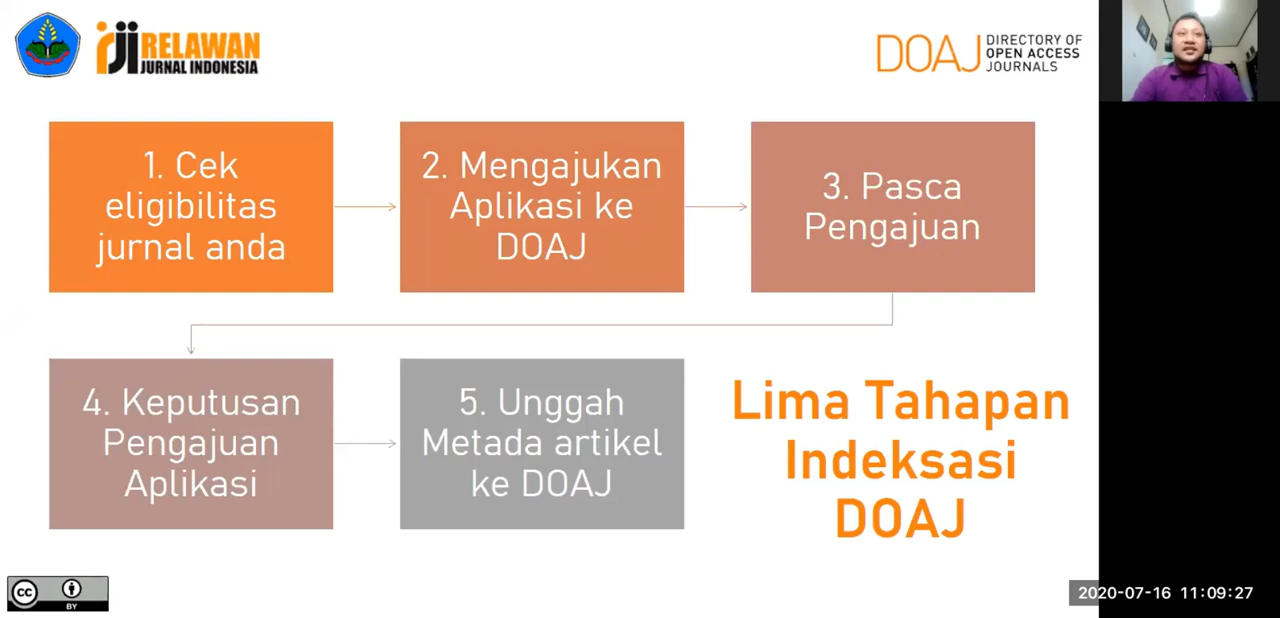 RELAWAN
JURNAL INDONESIA
DOAJ
DIRECTORY OF
OPEN ACCESS
JOURNALS
1. Cek
eligibilitas
jurnal anda
2. Mengajukan
Aplikasi ke
DOAJ
3. Pasca
Pengajuan
4. Keputusan
Pengajuan
Aplikasi
5. Unggah
Metada artikel
ke DOAJ
Lima Tahapan
Indeksasi
DOAJ
cc
BY
2020-07-16 11:09:27